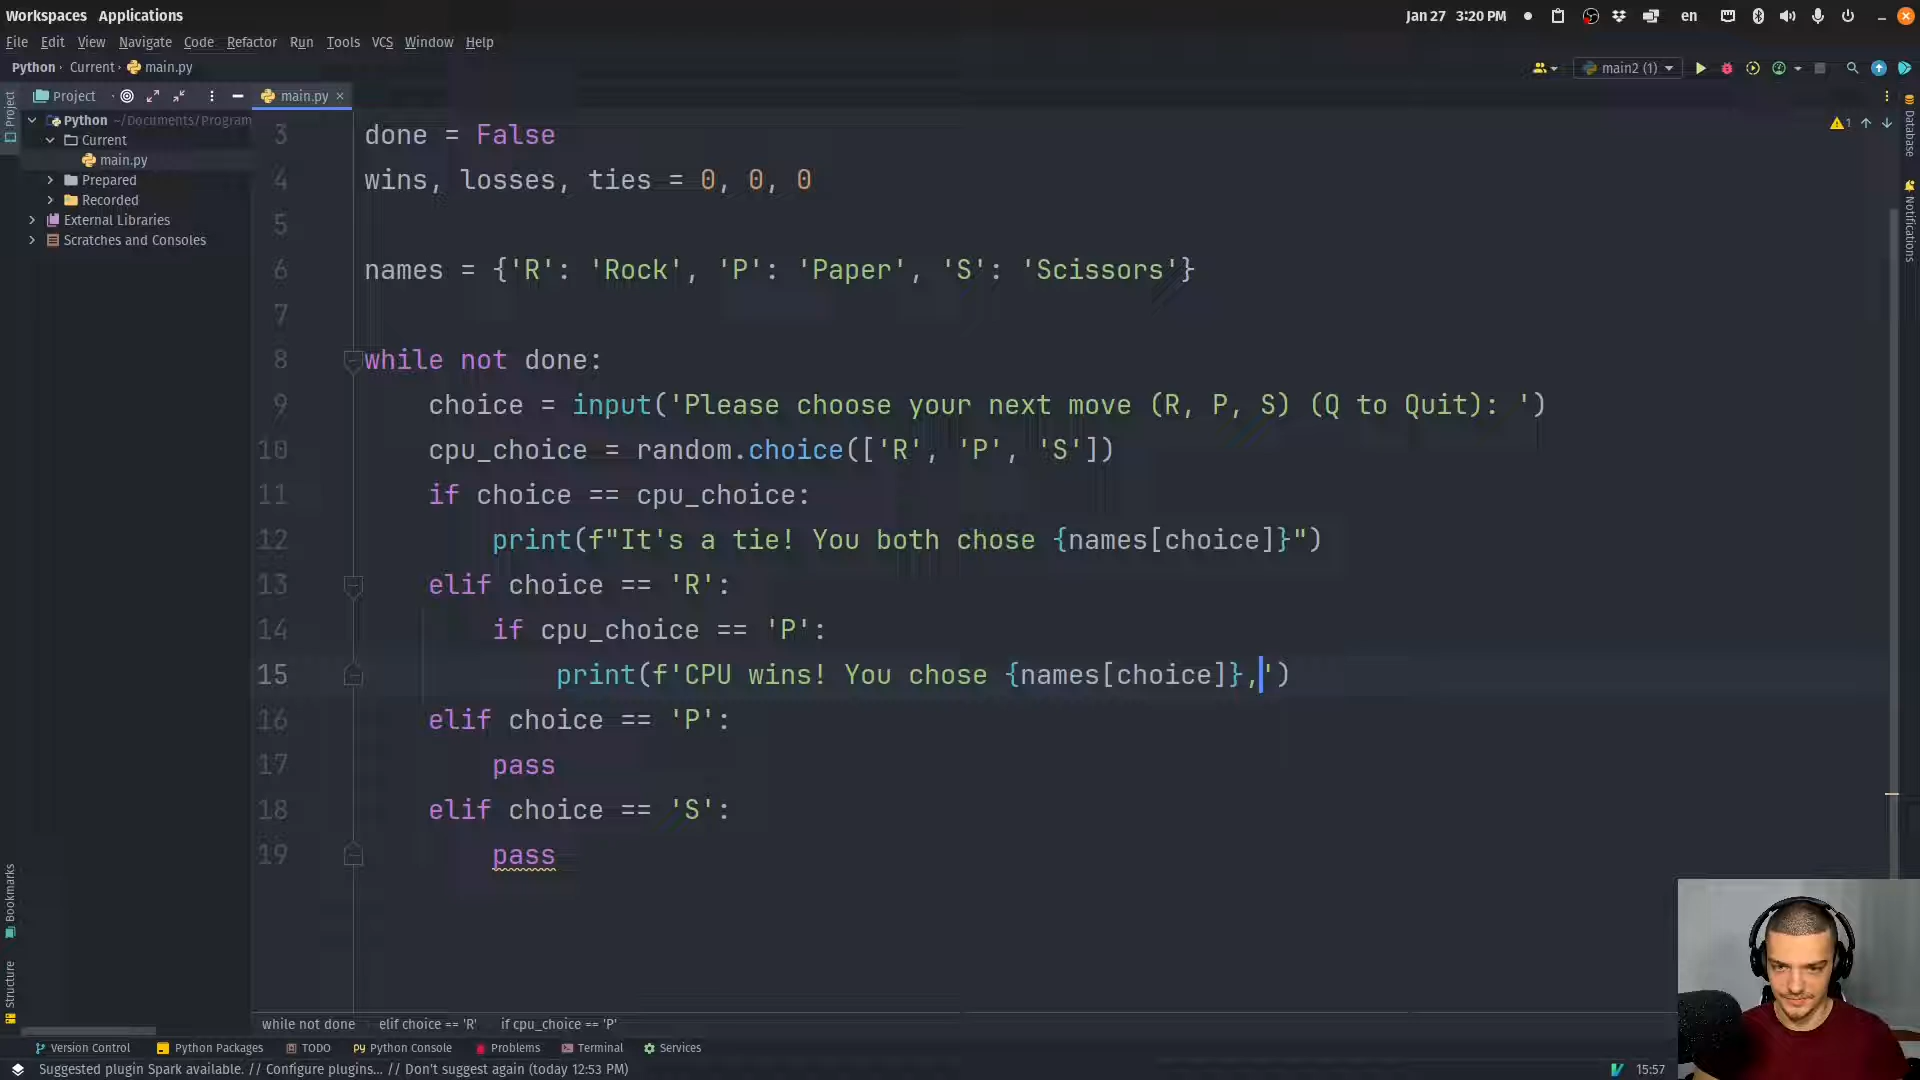 Workspaces Applications
Jan 27 3:20 PM
en
File Edit View Navigate Code Refactor Run Tools VCS Window Help
Python › Current › main.py
main2 (1)
Project
main.py
Project
Python ~/Documents/Program
Current
main.py
Prepared
Recorded
External Libraries
Scratches and Consoles
1
Database
Notifications
3 done = False
4 wins, losses, ties = 0, 0, 0
5
6 names = {'R': 'Rock', 'P': 'Paper', 'S': 'Scissors'}
7
8 while not done:
9 choice = input('Please choose your next move (R, P, S) (Q to Quit): ')
10 cpu_choice = random.choice(['R', 'P', 'S'])
11 if choice == cpu_choice:
12 print(f"It's a tie! You both chose {names[choice]}")
13 elif choice == 'R':
14 if cpu_choice == 'P':
15 print(f'CPU wins! You chose {names[choice]},')
16 elif choice == 'P':
17 pass
18 elif choice == 'S':
19 pass
Bookmarks
Structure
while not done elif choice == 'R' if cpu_choice == 'P'
Version Control Python Packages TODO Python Console Problems Terminal Services
Suggested plugin Spark available. // Configure plugins... // Don't suggest again (today 12:53 PM)
15:57